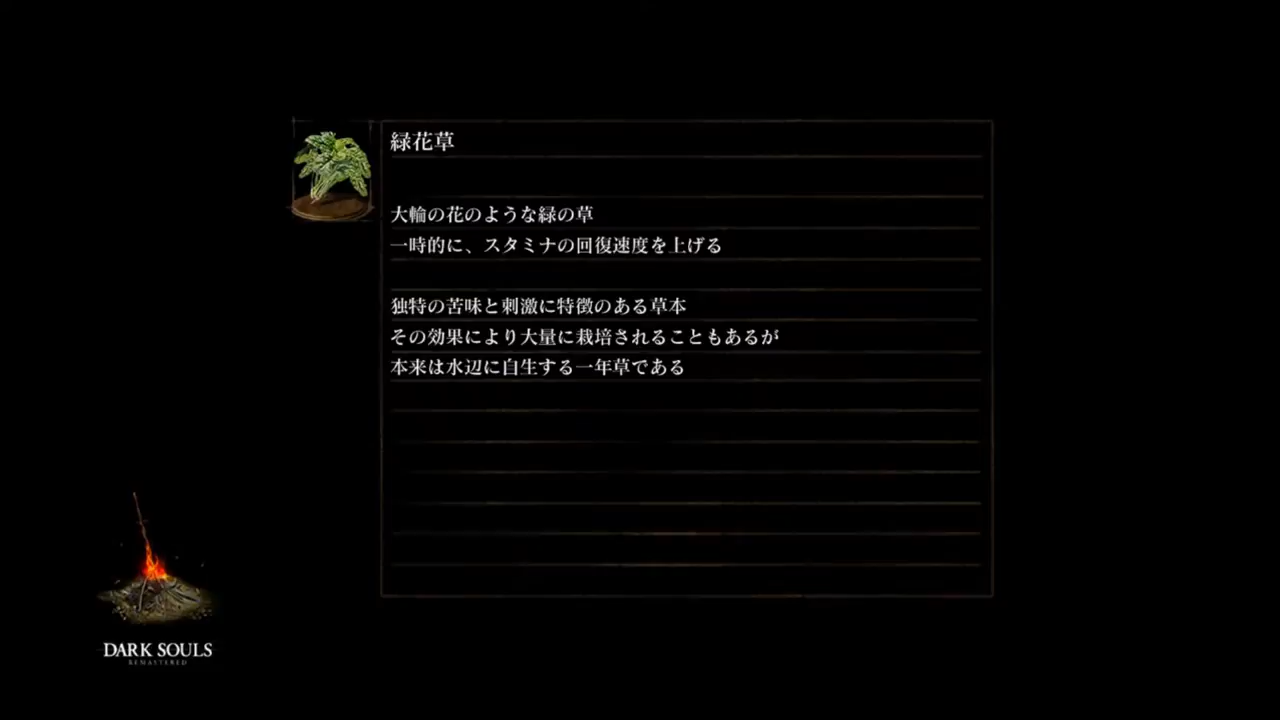 緑花草
大輪の花のような緑の草
一時的に、スタミナの回復速度を上げる
独特の苦味と刺激に特徴のある草本
その効果により大量に栽培されることもあるが
本来は水辺に自生する一年草である
DARK SOULS
REMASTERED